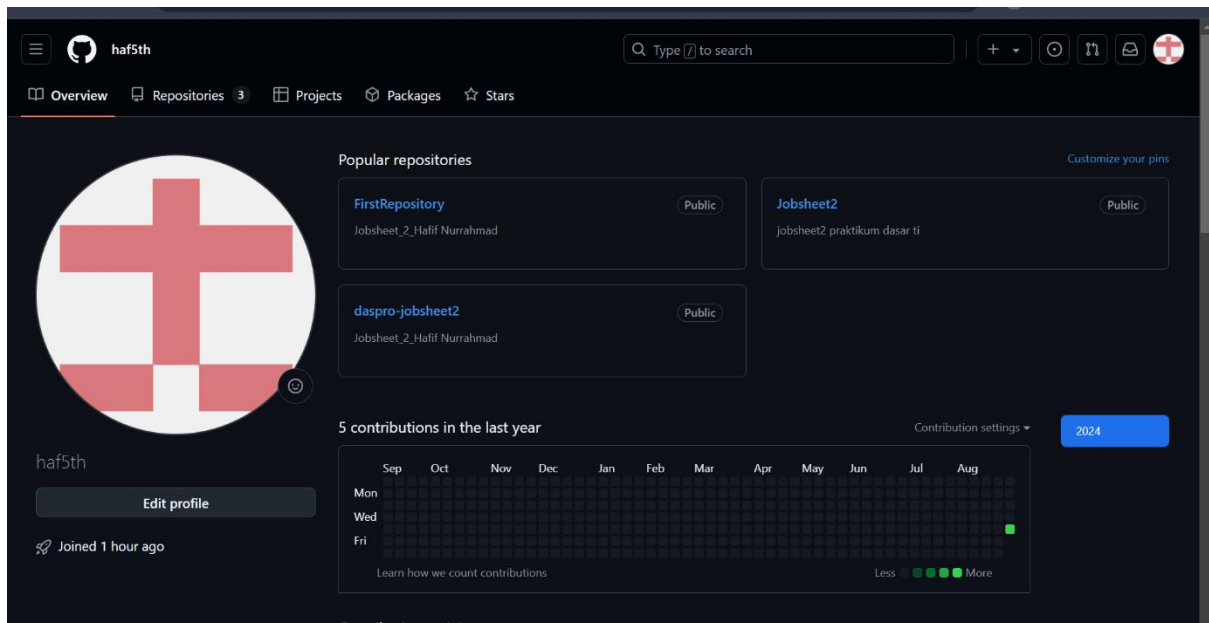 haf5th
Type / to search
Overview
Repositories 3
Projects
Packages
Stars
Popular repositories
Customize your pins
FirstRepository Public
Jobsheet_2_Hafif Nurrahmad
Jobsheet2 Public
jobsheet2 praktikum dasar ti
daspro-jobsheet2 Public
Jobsheet_2_Hafif Nurrahmad
5 contributions in the last year
Contribution settings
2024
Sep Oct Nov Dec Jan Feb Mar Apr May Jun Jul Aug
Mon
Wed
Fri
Learn how we count contributions
Less More
haf5th
Edit profile
Joined 1 hour ago